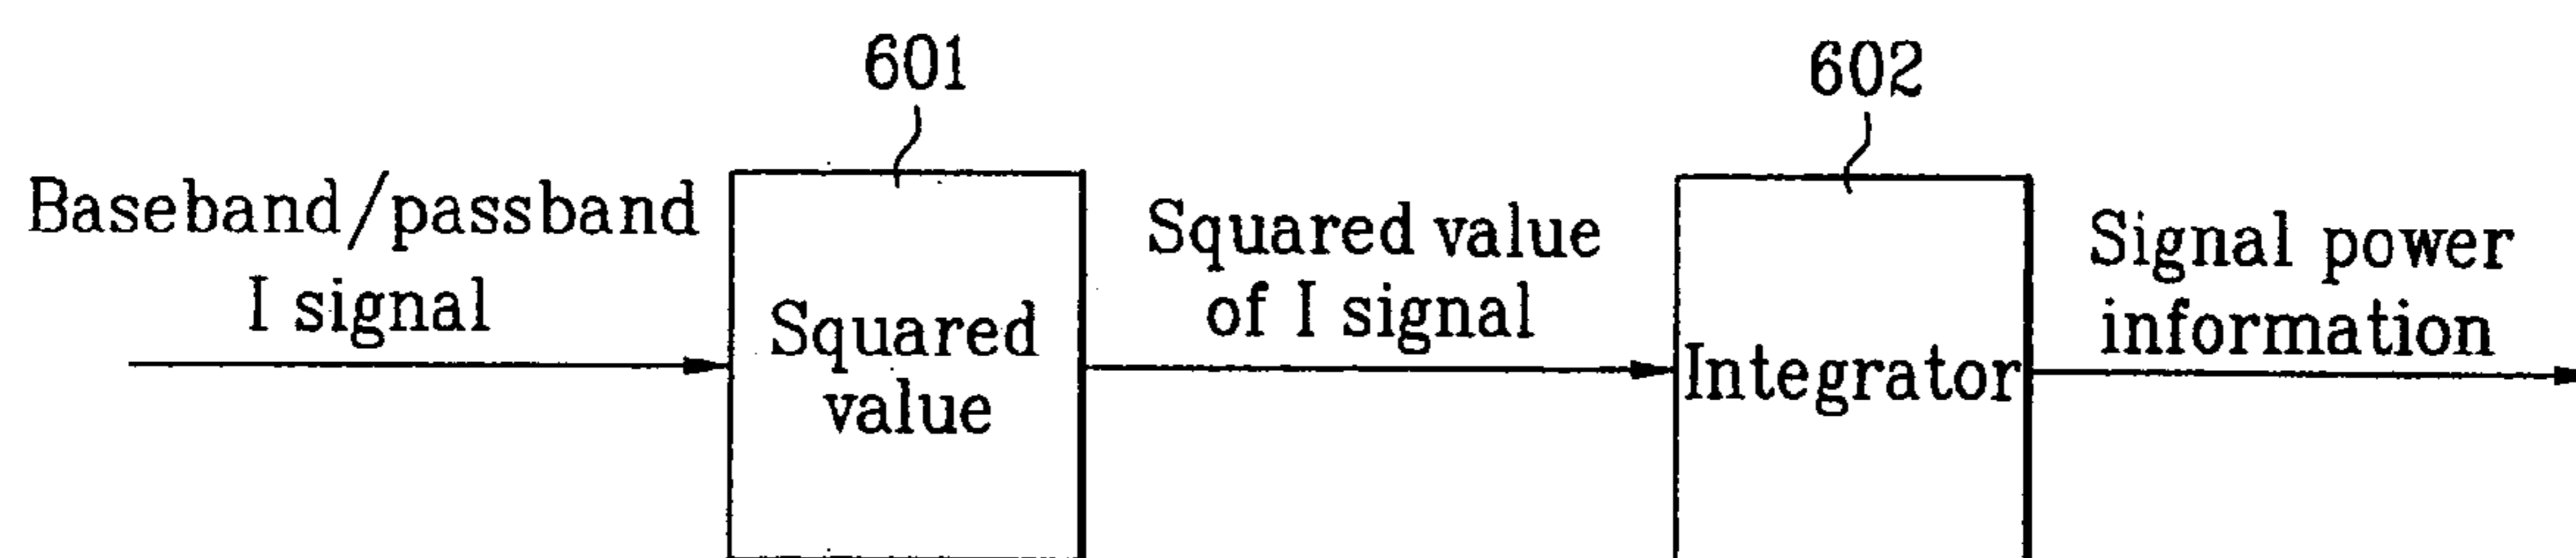 601
602
Baseband/passband
I signal
Squared
value
Squared value
of I signal
Integrator
Signal power
information